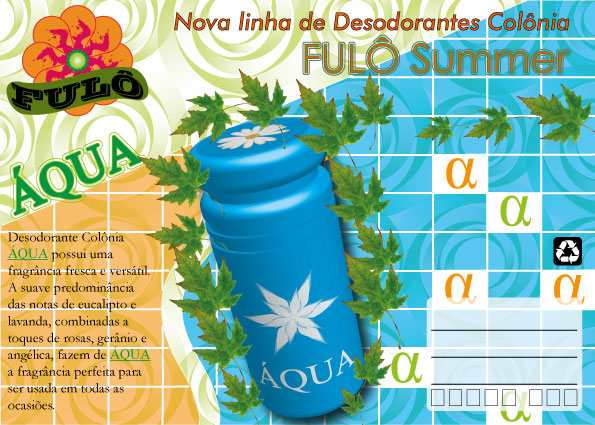 Nova linha de Desodorantes Colônia
FULÔ Summer
FULÔ
ÁQUA
Desodorante Colônia
ÁQUA possui uma
fragrância fresca e versátil.
A suave predominância
das notas de eucalipto e
lavanda, combinadas a
toques de rosas, gerânio e
angélica, fazem de ÁQUA
a fragrância perfeita para
ser usada em todas as
ocasiões.
ÁQUA
α
α
α
α
α
α